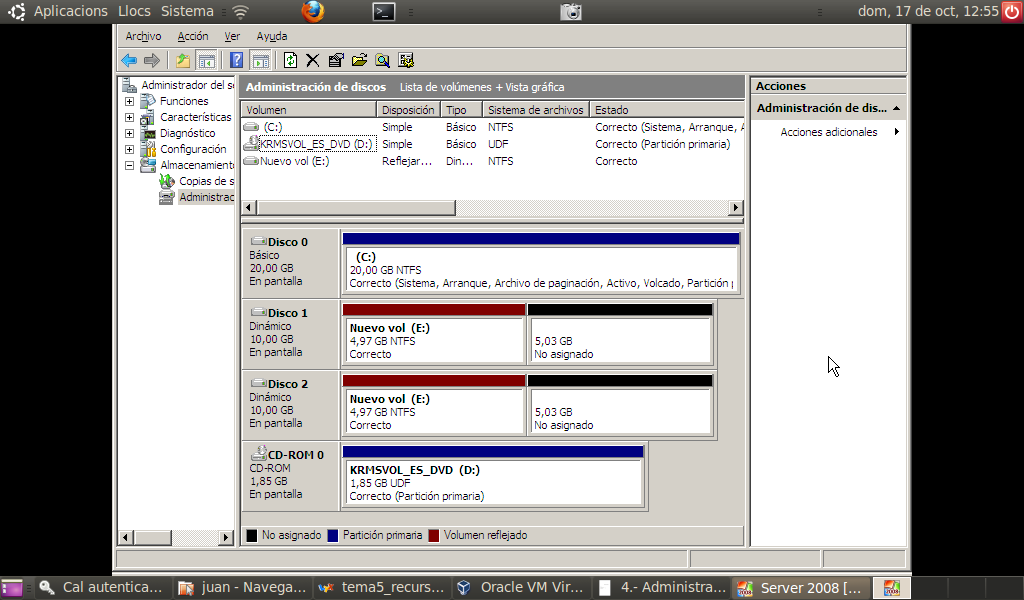 Aplicaciones Llocs Sistema dom, 17 de oct, 12:55
Archivo Acción Ver Ayuda
Administrador del s
Funciones
Características
Diagnóstico
Configuración
Almacenamiento
Copias de s
Administrac
Administración de discos Lista de volúmenes + Vista gráfica
Volumen Disposición Tipo Sistema de archivos Estado
(C:) Simple Básico NTFS Correcto (Sistema, Arranque, A
KRMSVOL_ES_DVD (D:) Simple Básico UDF Correcto (Partición primaria)
Nuevo vol (E:) Reflejar... Din... NTFS Correcto
Disco 0
Básico
20,00 GB
En pantalla
(C:)
20,00 GB NTFS
Correcto (Sistema, Arranque, Archivo de paginación, Activo, Volcado, Partición p
Disco 1
Dinámico
10,00 GB
En pantalla
Nuevo vol (E:)
4,97 GB NTFS
Correcto
5,03 GB
No asignado
Disco 2
Dinámico
10,00 GB
En pantalla
Nuevo vol (E:)
4,97 GB NTFS
Correcto
5,03 GB
No asignado
CD-ROM 0
CD-ROM
1,85 GB
En pantalla
KRMSVOL_ES_DVD (D:)
1,85 GB UDF
Correcto (Partición primaria)
No asignado Partición primaria Volumen reflejado
Acciones
Administración de dis...
Acciones adicionales
Cal autentica... juan - Navega... tema5_recurs... Oracle VM Vir... 4.- Administra... Server 2008 [...